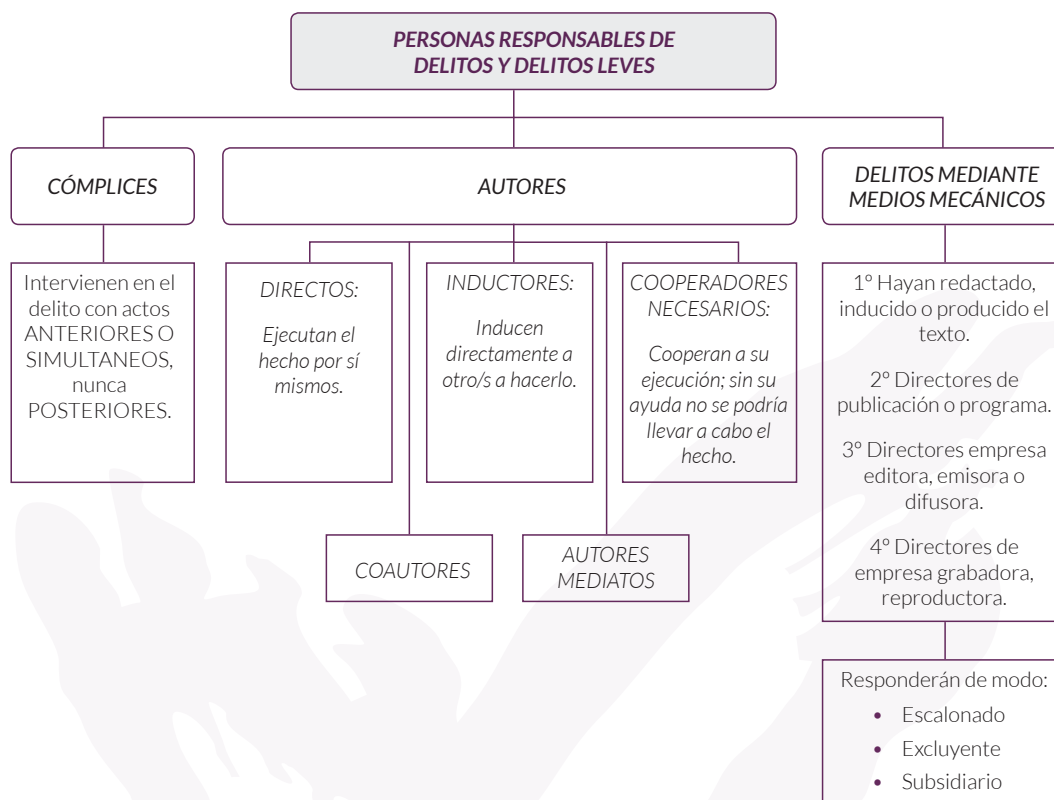 PERSONAS RESPONSABLES DE
DELITOS Y DELITOS LEVES
CÓMPLICES
Intervienen en el
delito con actos
ANTERIORES O
SIMULTANEOS,
nunca
POSTERIORES.
AUTORES
DIRECTOS:
Ejecutan el
hecho por sí
mismos.
INDUCTORES:
Inducen
directamente a
otro/s a hacerlo.
COOPERADORES
NECESARIOS:
Cooperan a su
ejecución; sin su
ayuda no se podría
llevar a cabo el
hecho.
COAUTORES
AUTORES
MEDIATOS
DELITOS MEDIANTE
MEDIOS MECÁNICOS
1º Hayan redactado,
inducido o producido el
texto.
2º Directores de
publicación o programa.
3º Directores empresa
editora, emisora o
difusora.
4º Directores de
empresa grabadora,
reproductora.
Responderán de modo:
• Escalonado
• Excluyente
• Subsidiario